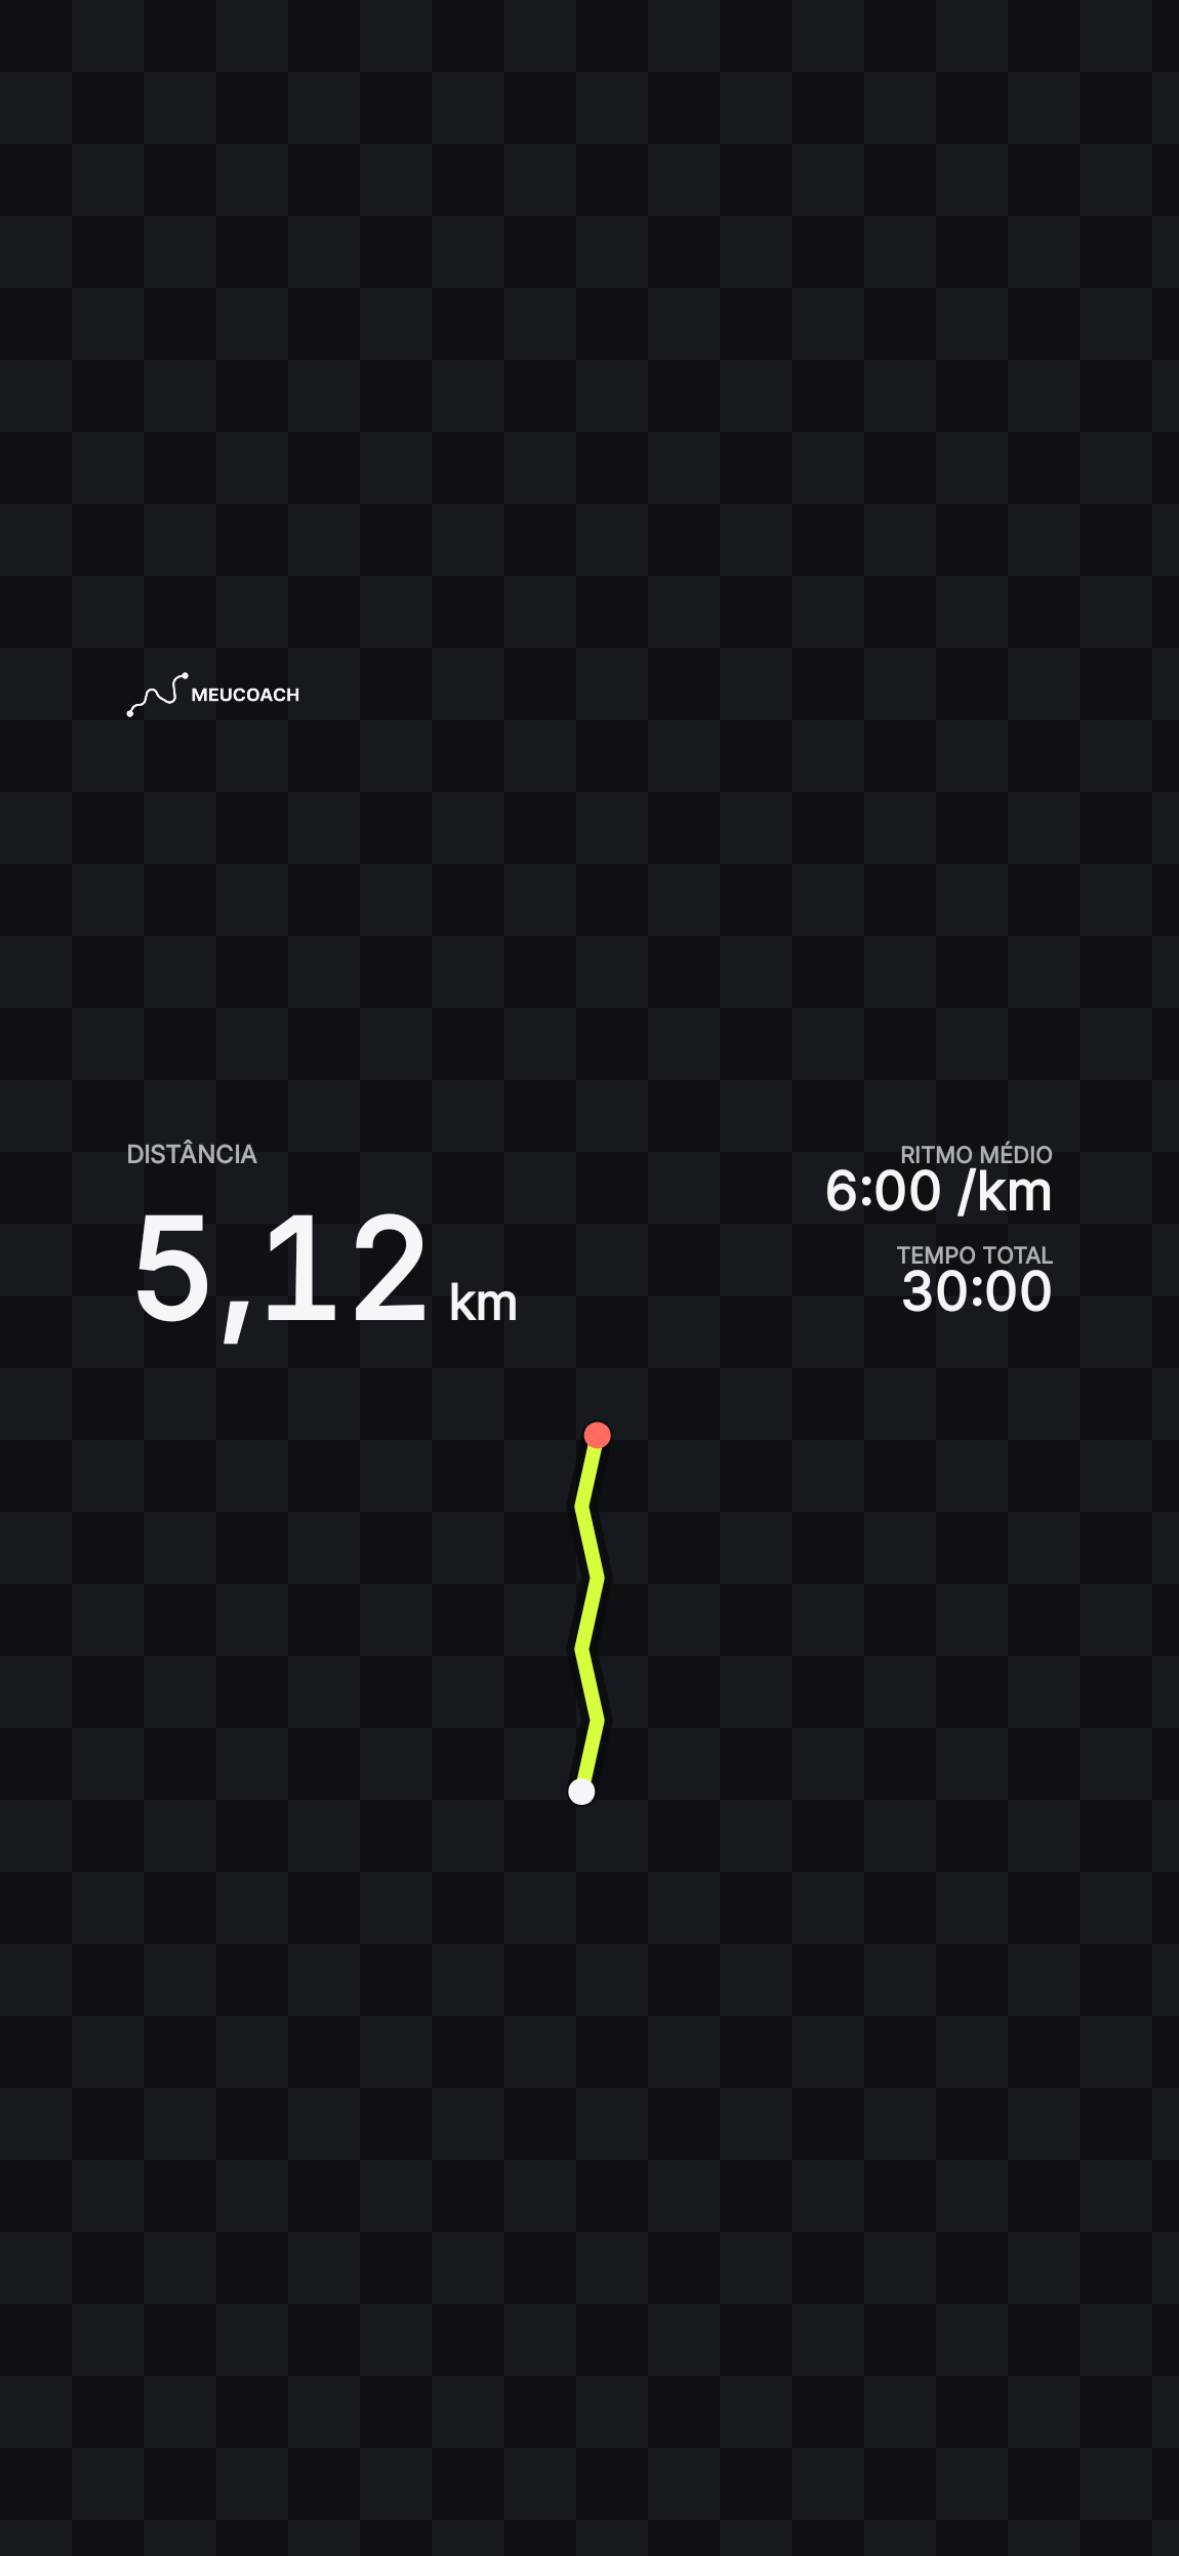 MEUCOACH
DISTÂNCIA
5,12 km
RITMO MÉDIO
6:00 /km
TEMPO TOTAL
30:00